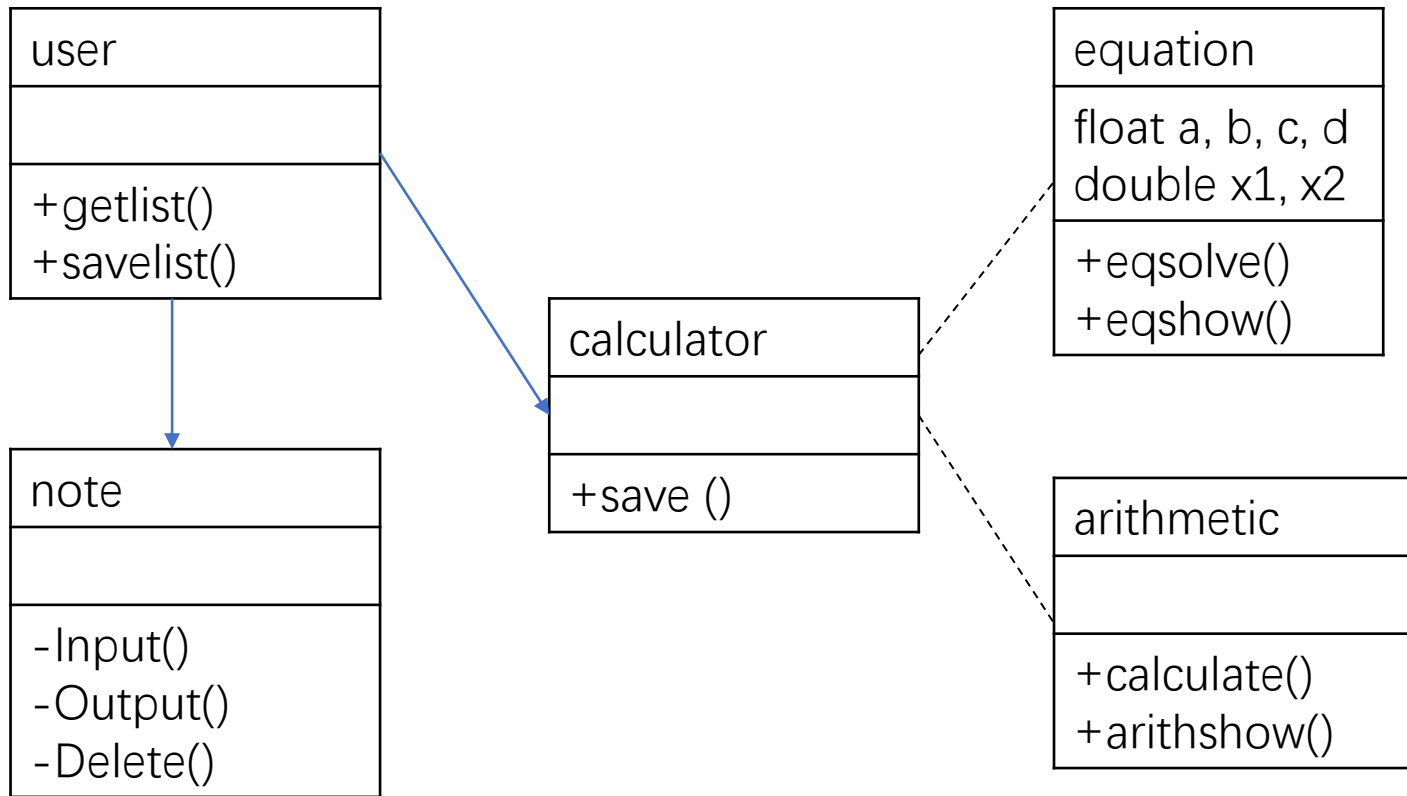 user
+getlist()
+savelist()
note
-Input()
-Output()
-Delete()
calculator
+save ()
equation
float a, b, c, d
double x1, x2
+eqsolve()
+eqshow()
arithmetic
+calculate()
+arithshow()